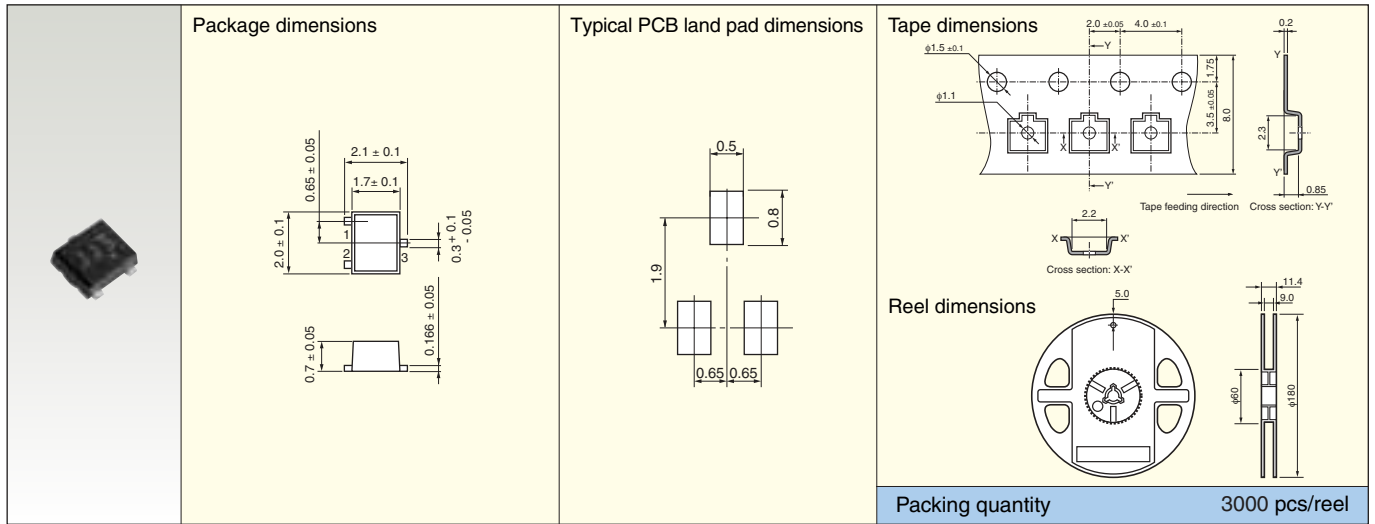 Package dimensions
2.1 ± 0.1
1.7± 0.1
0.65 ± 0.05
2.0 ± 0.1
1
2
3
0.3 + 0.1
- 0.05
0.7 ± 0.05
0.166 ± 0.05
Typical PCB land pad dimensions
0.5
0.8
1.9
0.65 0.65
Tape dimensions
2.0 ±0.05 4.0 ±0.1
φ1.5 ±0.1
φ1.1
Y
X X'
Y'
1.75
3.5 ±0.05
8.0
Tape feeding direction
0.2
Y
2.3
Y'
0.85
Cross section: Y-Y'
2.2
X X'
Cross section: X-X'
Reel dimensions
5.0
11.4
9.0
φ60
φ180
Packing quantity 3000 pcs/reel